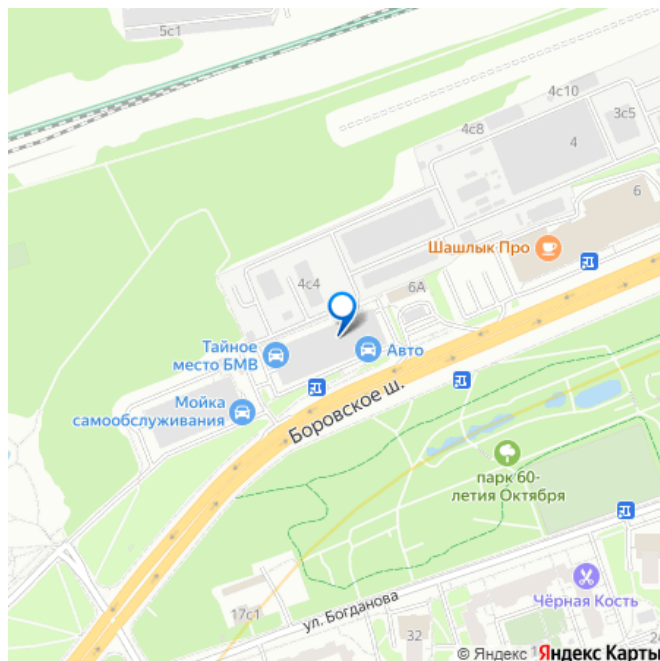 5с1
4с10
3с5
4с8
4
6
Шашлык Про
4с4
6А
Тайное
место БМВ
Авто
Мойка
самообслуживания
Боровское ш.
парк 60-
летия Октября
Чёрная Кость
17с1
ул. Богданова
32
© Яндекс
Яндекс Карты